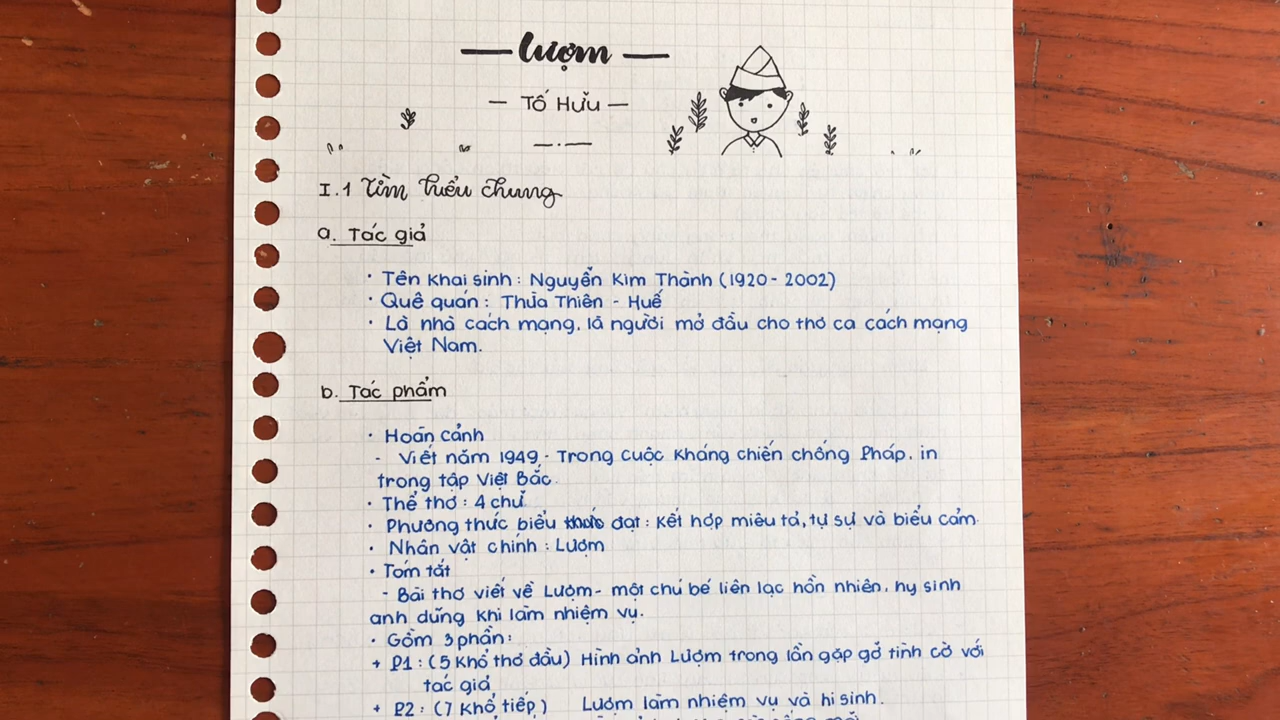 Lượm
— Tố Hữu —
I.1 Tìm hiểu chung
a. Tác giả
· Tên khai sinh : Nguyễn Kim Thành (1920 - 2002)
· Quê quán : Thừa Thiên - Huế
· Là nhà cách mạng, là người mở đầu cho thơ ca cách mạng
Việt Nam.
b. Tác phẩm
· Hoàn cảnh
- Viết năm 1949 - Trong cuộc kháng chiến chống Pháp, in
trong tập Việt Bắc.
· Thể thơ : 4 chữ
· Phương thức biểu đạt : Kết hợp miêu tả, tự sự và biểu cảm.
· Nhân vật chính : Lượm
· Tóm tắt
- Bài thơ viết về Lượm - một chú bé liên lạc hồn nhiên, hy sinh
anh dũng khi làm nhiệm vụ.
· Gồm 3 phần :
+ P1 : (5 khổ thơ đầu) Hình ảnh Lượm trong lần gặp gỡ tình cờ với
tác giả
+ P2 : (7 khổ tiếp) Lượm làm nhiệm vụ và hi sinh.